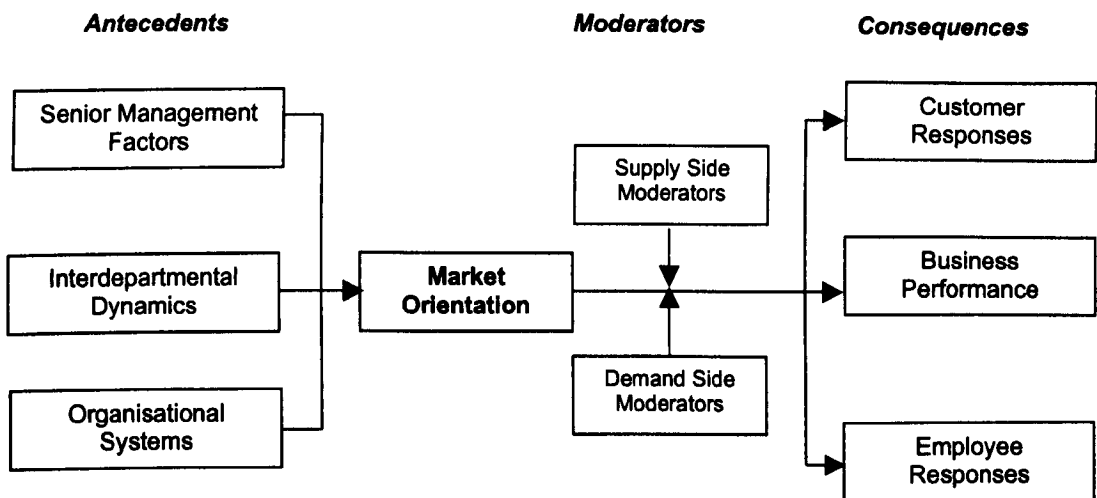 Antecedents
Moderators
Consequences
Senior Management
Factors
Interdepartmental
Dynamics
Organisational
Systems
Market
Orientation
Supply Side
Moderators
Demand Side
Moderators
Customer
Responses
Business
Performance
Employee
Responses